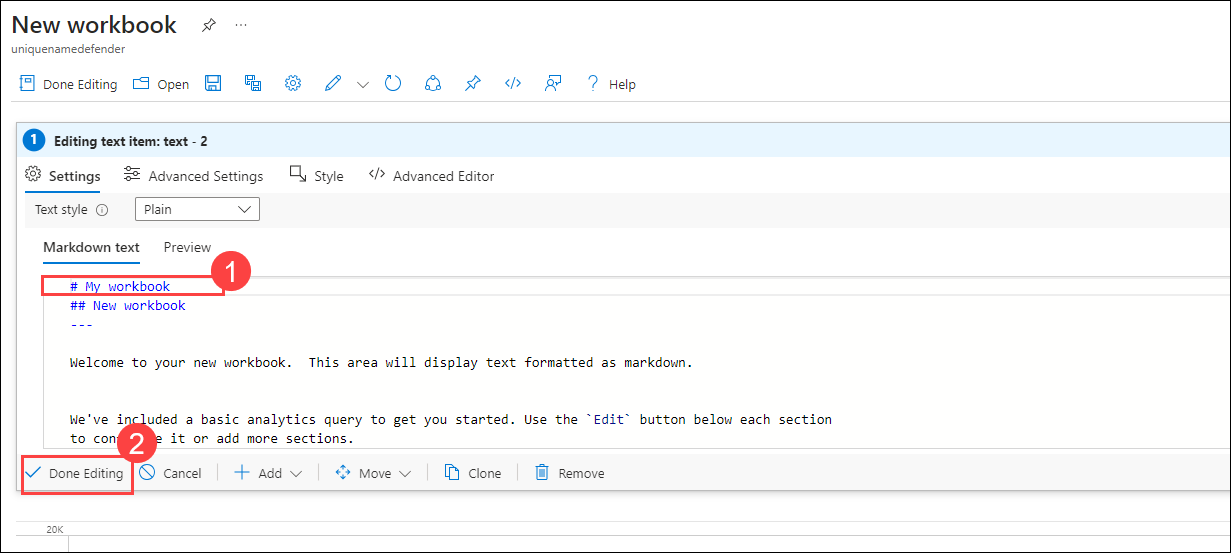 New workbook
uniquenamedefender
Done Editing Open Help
1 Editing text item: text - 2
Settings Advanced Settings Style Advanced Editor
Text style Plain
Markdown text Preview
1
# My workbook
## New workbook
---
Welcome to your new workbook.  This area will display text formatted as markdown.
We've included a basic analytics query to get you started. Use the `Edit` button below each section
to it or add more sections.
2
Done Editing Cancel Add Move Clone Remove
20K